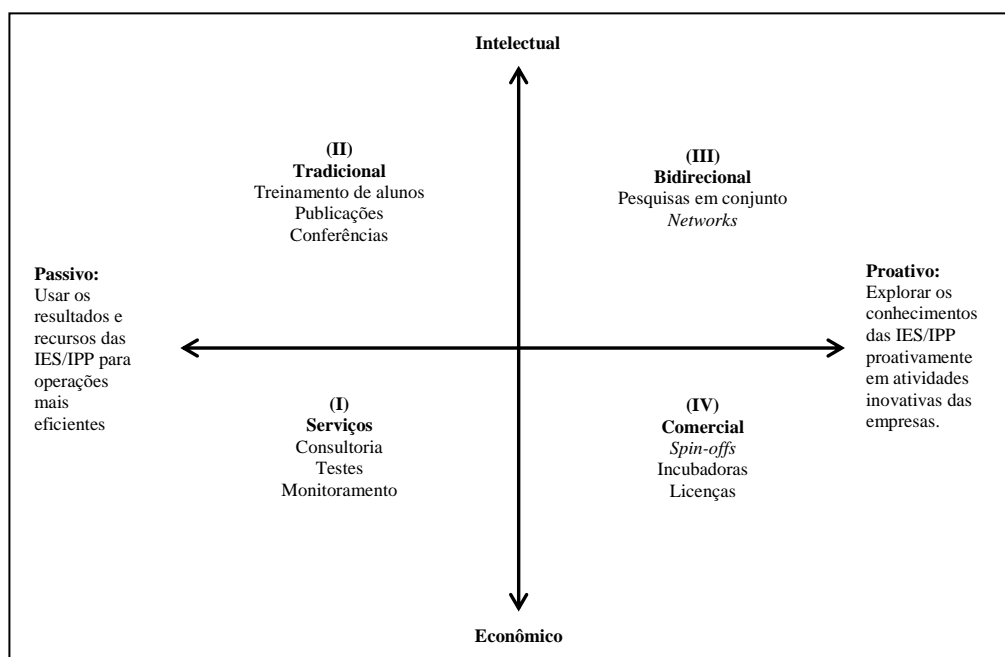 Intelectual
(II)
Tradicional
Treinamento de alunos
Publicações
Conferências
(III)
Bidirecional
Pesquisas em conjunto
Networks
Passivo:
Usar os
resultados e
recursos das
IES/IPP para
operações
mais
eficientes
Proativo:
Explorar os
conhecimentos
das IES/IPP
proativamente
em atividades
inovativas das
empresas.
(I)
Serviços
Consultoria
Testes
Monitoramento
(IV)
Comercial
Spin-offs
Incubadoras
Licenças
Econômico